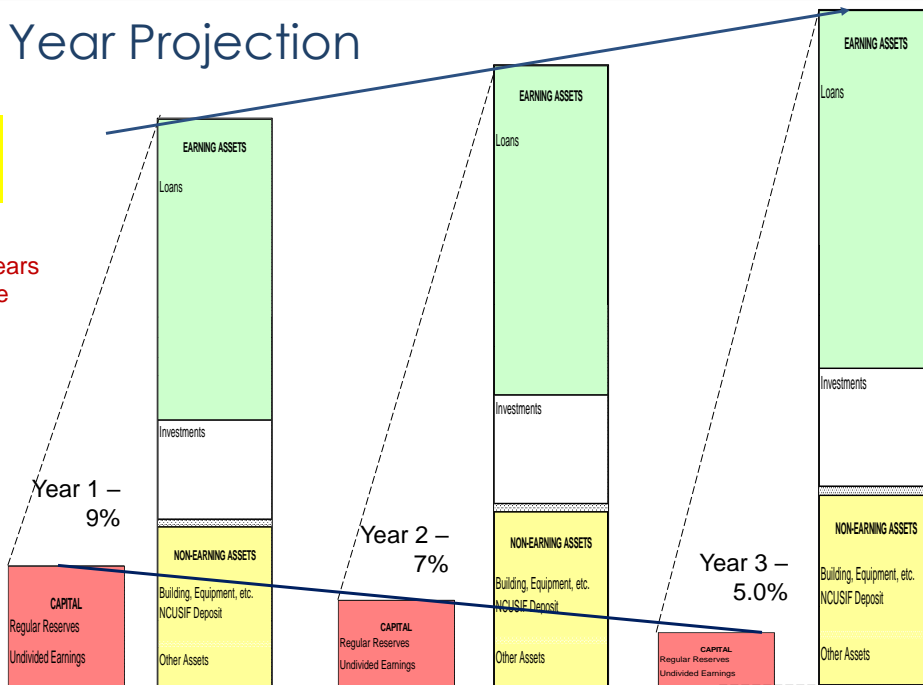 Year Projection
ears
e
EARNING ASSETS
Loans
Investments
Year 1 –
9%
NON-EARNING ASSETS
Building, Equipment, etc.
NCUSIF Deposit
Other Assets
CAPITAL
Regular Reserves
Undivided Earnings
EARNING ASSETS
Loans
Investments
Year 2 –
7%
NON-EARNING ASSETS
Building, Equipment, etc.
NCUSIF Deposit
Other Assets
CAPITAL
Regular Reserves
Undivided Earnings
EARNING ASSETS
Loans
Investments
Year 3 –
5.0%
NON-EARNING ASSETS
Building, Equipment, etc.
NCUSIF Deposit
Other Assets
CAPITAL
Regular Reserves
Undivided Earnings